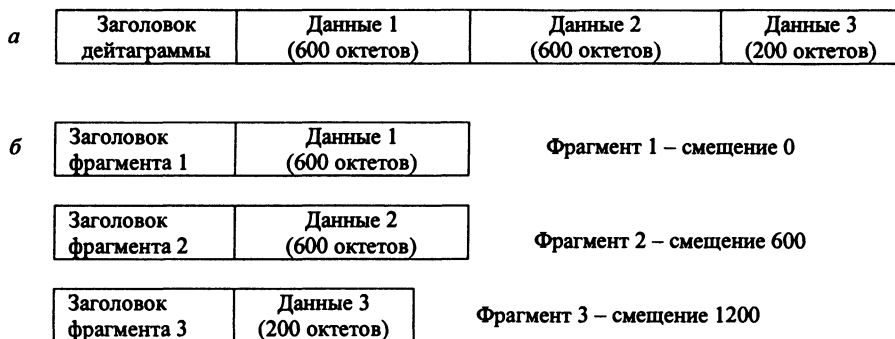 а
Заголовок Данные 1 Данные 2 Данные 3
дейтаграммы (600 октетов) (600 октетов) (200 октетов)
б
Заголовок Данные 1
фрагмента 1 (600 октетов)
Фрагмент 1 – смещение 0
Заголовок Данные 2
фрагмента 2 (600 октетов)
Фрагмент 2 – смещение 600
Заголовок Данные 3
фрагмента 3 (200 октетов)
Фрагмент 3 – смещение 1200